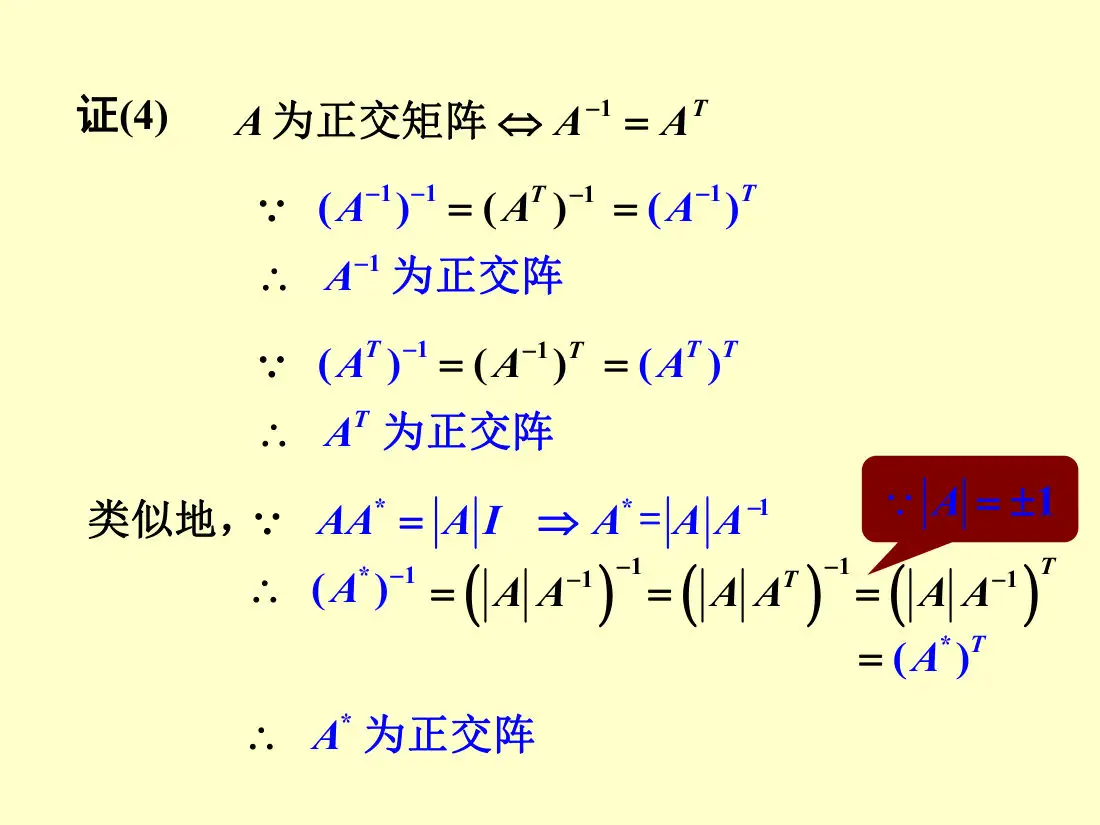 证(4) A 为正交矩阵 ⇔ A⁻¹ = Aᵀ
∵ (A⁻¹)⁻¹ = (Aᵀ)⁻¹ = (A⁻¹)ᵀ
∴ A⁻¹ 为正交阵
∵ (Aᵀ)⁻¹ = (A⁻¹)ᵀ = (Aᵀ)ᵀ
∴ Aᵀ 为正交阵
∵ |A| = ±1
类似地，∵ AA* = |A| I ⇒ A* = |A| A⁻¹
∴ (A*)⁻¹ = (|A| A⁻¹)⁻¹ = (|A| Aᵀ)⁻¹ = (|A| A⁻¹)ᵀ
= (A*)ᵀ
∴ A* 为正交阵